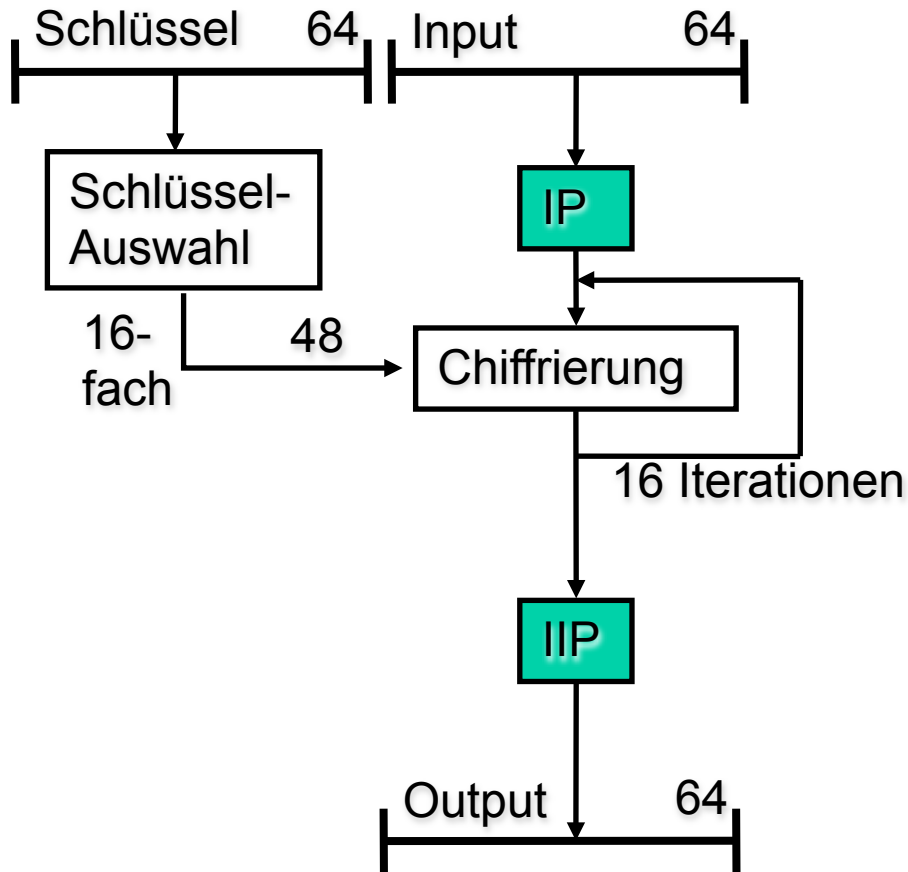 Schlüssel 64
Input 64
Schlüssel-
Auswahl
IP
16-
fach
48
Chiffrierung
16 Iterationen
IIP
Output 64